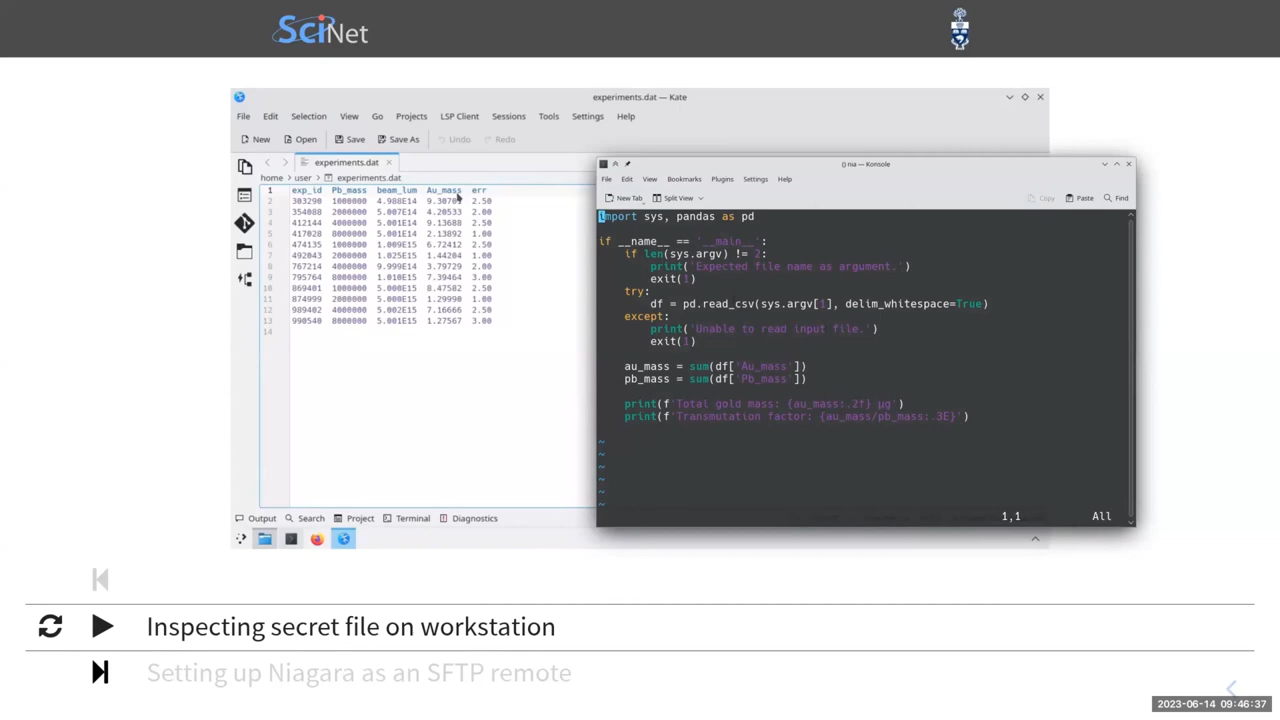 SciNet
experiments.dat — Kate
File Edit Selection View Go Projects LSP Client Sessions Tools Settings Help
New Open Save Save As Undo Redo
experiments.dat
home user experiments.dat
1 exp_id Pb_mass beam_lum Au_mass err
2 303290 1000000 4.988E14 2.50
3 354088 2000000 5.007E14 4.20533 2.00
4 412144 4000000 5.001E14 9.13688 2.50
5 417028 8000000 5.001E14 2.13892 1.00
6 474135 1000000 1.009E15 6.72412 2.50
7 492043 2000000 1.025E15 1.44204 1.00
8 767214 4000000 9.999E14 3.79729 2.00
9 795764 8000000 1.010E15 7.39464 3.00
10 869401 1000000 5.000E15 8.47582 2.50
11 874999 2000000 5.000E15 1.29990 1.00
12 989402 4000000 5.002E15 7.16666 2.50
13 990540 8000000 5.001E15 1.27567 3.00
14
Output Search Project Terminal Diagnostics
() nia — Konsole
File Edit View Bookmarks Plugins Settings Help
New Tab Split View Copy Paste Find
import sys, pandas as pd
if __name__ == '__main__':
if len(sys.argv) != 2:
print('Expected file name as argument.')
exit(1)
try:
df = pd.read_csv(sys.argv[1], delim_whitespace=True)
except:
print('Unable to read input file.')
exit(1)
au_mass = sum(df['Au_mass'])
pb_mass = sum(df['Pb_mass'])
print(f'Total gold mass: {au_mass:.2f} µg')
print(f'Transmutation factor: {au_mass/pb_mass:.3E}')
~
~
~
~
~
~
1,1 All
Inspecting secret file on workstation
Setting up Niagara as an SFTP remote
2023-06-14 09:46:37